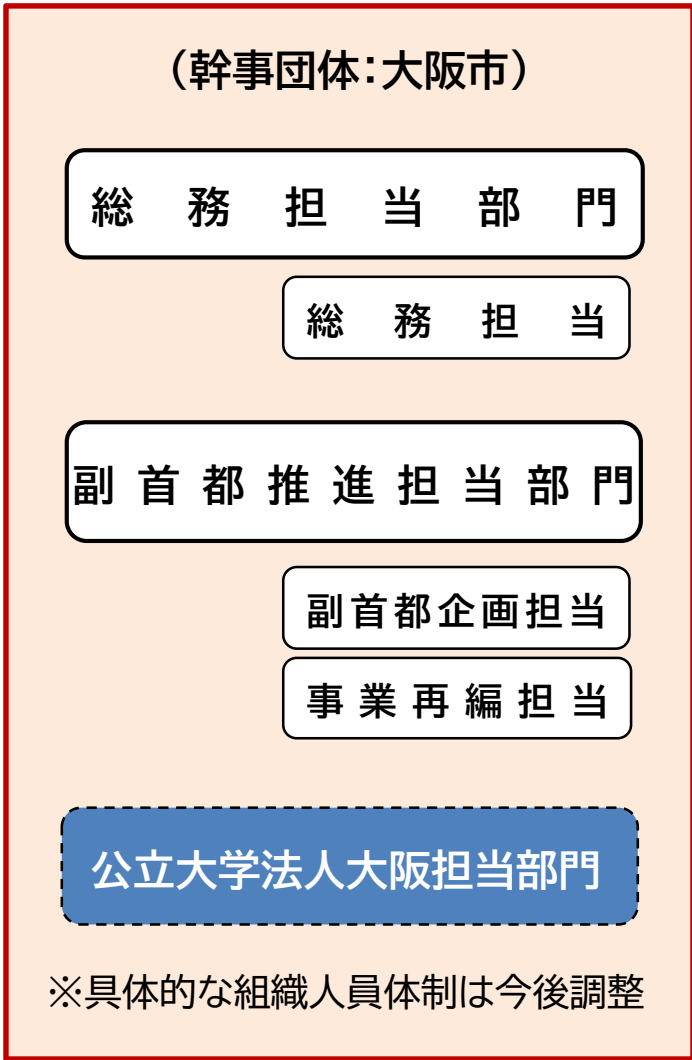 （幹事団体：大阪市）
総務担当部門
総務担当
副首都推進担当部門
副首都企画担当
事業再編担当
公立大学法人大阪担当部門
※具体的な組織人員体制は今後調整